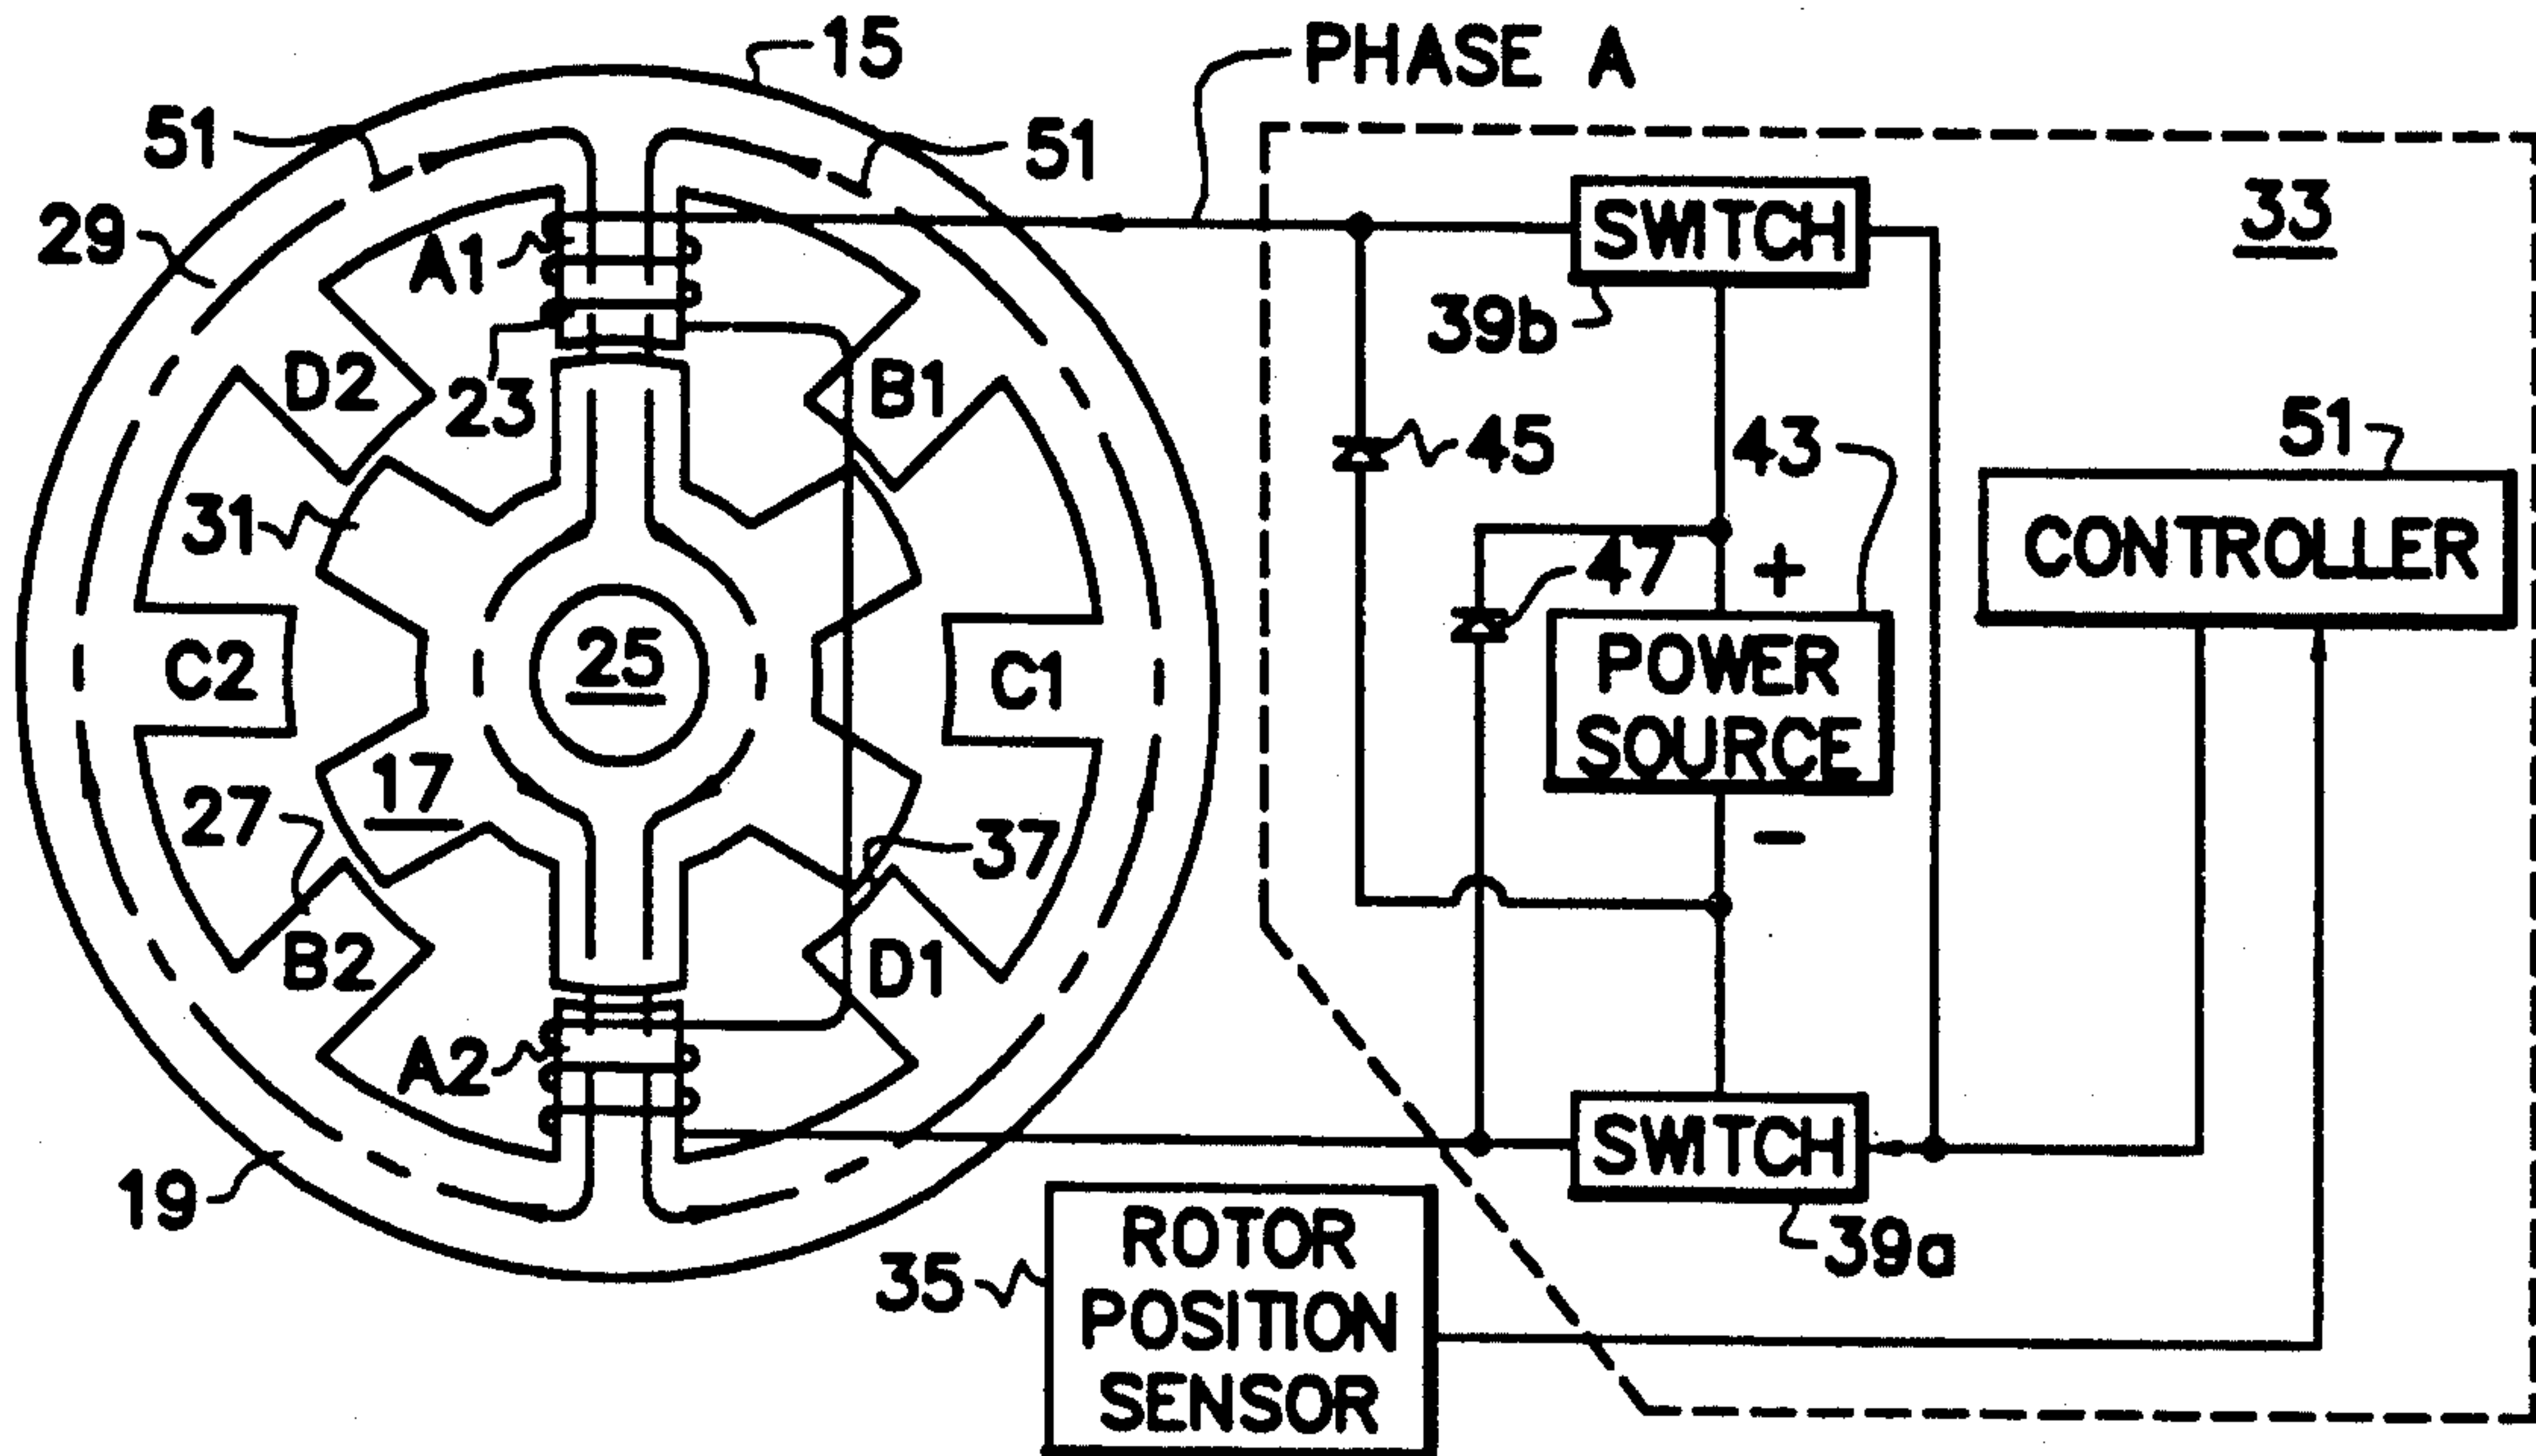 15
PHASE A
51
51
33
29
A1
SWITCH
39b
D2
23
B1
45
43
51
31
47
+
CONTROLLER
C2
25
C1
POWER
SOURCE
17
27
37
-
B2
D1
A2
SWITCH
19
39a
35
ROTOR
POSITION
SENSOR